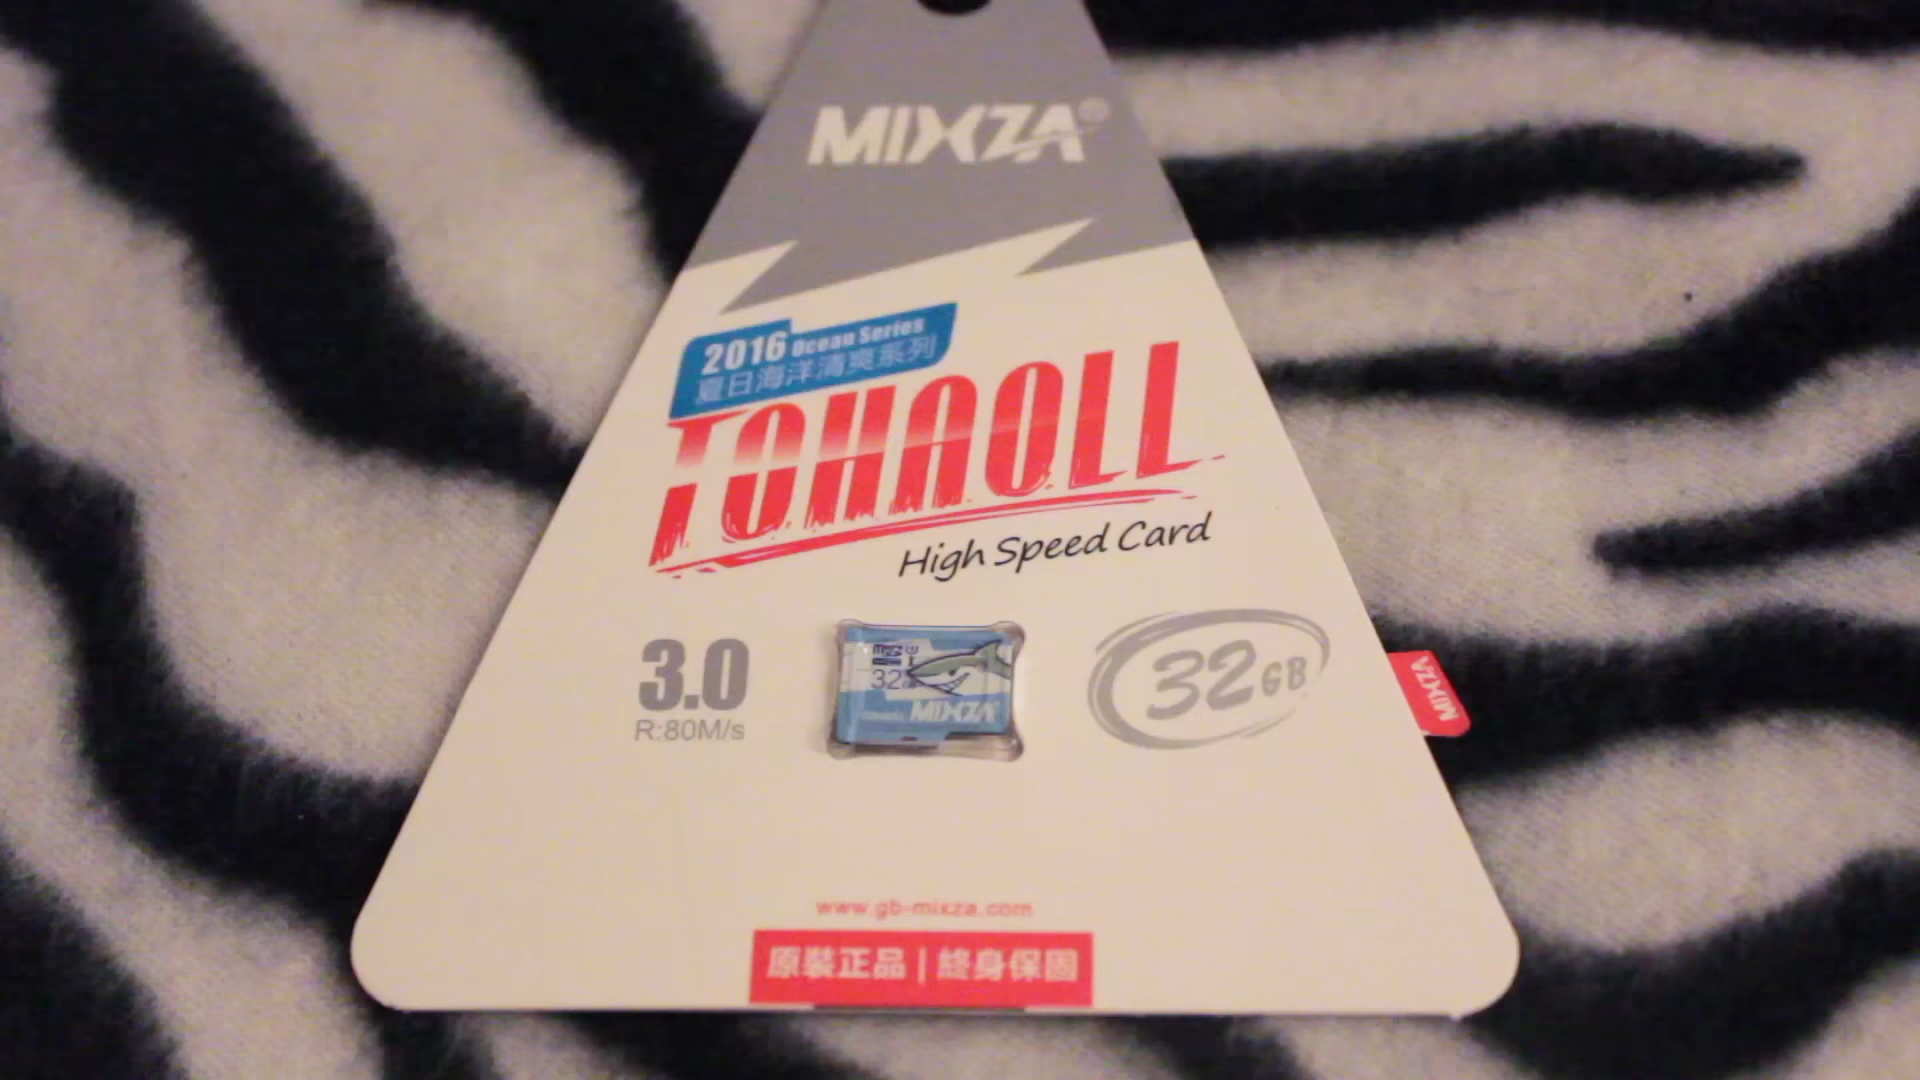 MIXZA
2016 Ocean Series
夏日海洋清爽系列
TOHAOLL
High Speed Card
3.0
R:80M/s
32
MIXZA
32GB
MIXZA
www.gb-mixza.com
原裝正品 | 終身保固